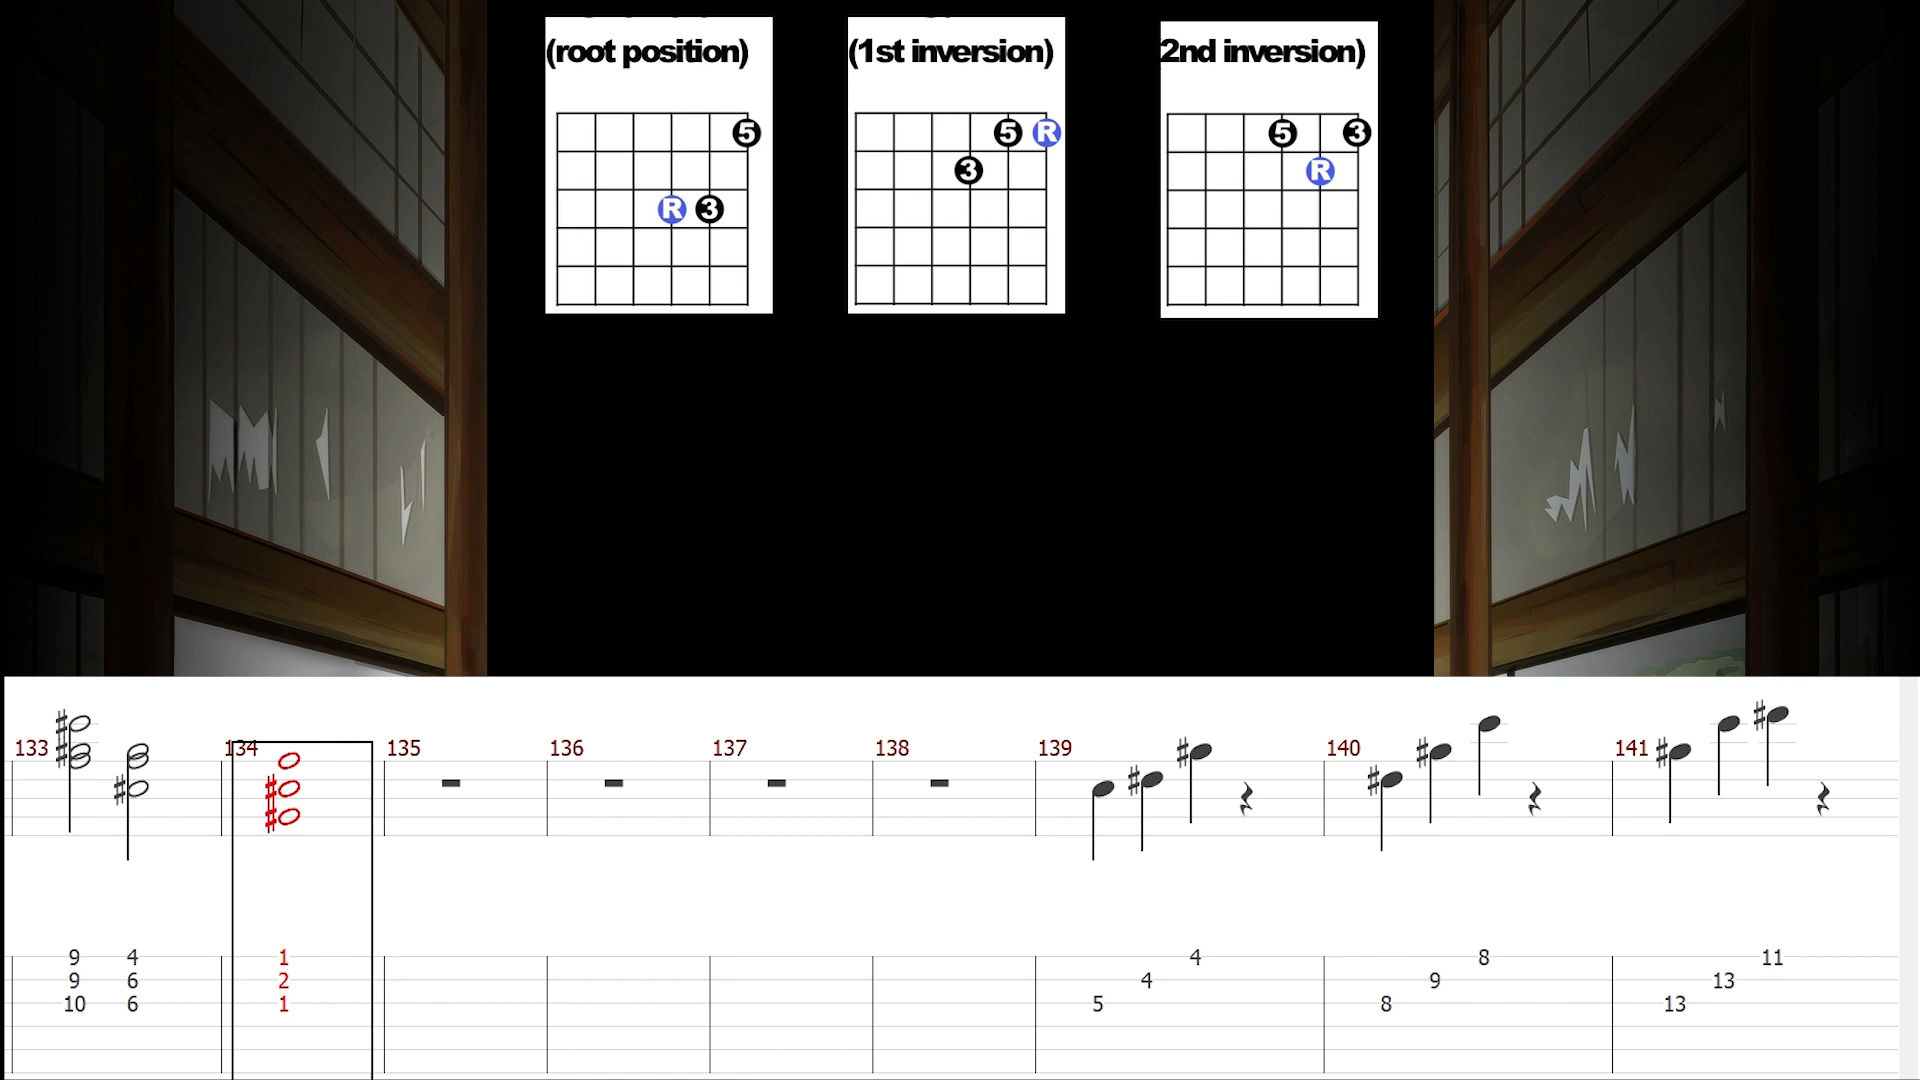 (root position)
(1st inversion)
2nd inversion)
5
R 3
5 R
3
5 3
R
133 134 135 136 137 138 139 140 141
9 4 1 4 8 11
9 6 2 4 9 13
10 6 1 5 8 13